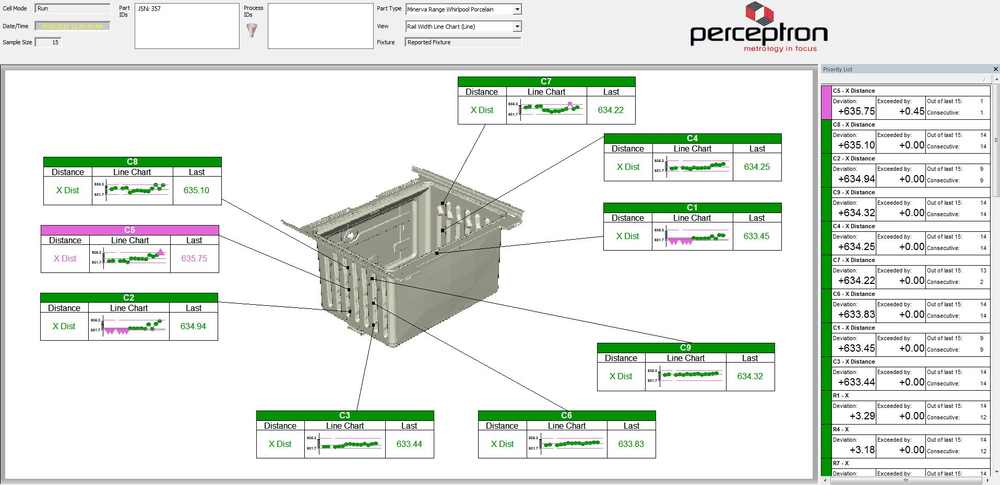 Cell Mode Run
Date/Time 9/30/2015 11:23:43 AM
Sample Size 15
Part IDs
JSN: 357
Process IDs
Part Type Minerva Range Whirlpool Porcelain
View Rail Width Line Chart (Line)
Fixture Reported Fixture
perceptron
metrology in focus
C7
Distance Line Chart Last
X Dist 635.3 631.7 634.22
C4
Distance Line Chart Last
X Dist 635.3 631.7 634.25
C8
Distance Line Chart Last
X Dist 635.3 631.7 635.10
C1
Distance Line Chart Last
X Dist 635.3 631.7 633.45
C5
Distance Line Chart Last
X Dist 635.3 631.7 635.75
C2
Distance Line Chart Last
X Dist 635.3 631.7 634.94
C9
Distance Line Chart Last
X Dist 635.3 631.7 634.32
C3
Distance Line Chart Last
X Dist 635.3 631.7 633.44
C6
Distance Line Chart Last
X Dist 635.3 631.7 633.83
Priority List
C5 - X Distance
Deviation: Exceeded by: Out of last 15: 1
+635.75 +0.45 Consecutive: 1
C8 - X Distance
Deviation: Exceeded by: Out of last 15: 14
+635.10 +0.00 Consecutive: 14
C2 - X Distance
Deviation: Exceeded by: Out of last 15: 9
+634.94 +0.00 Consecutive: 9
C9 - X Distance
Deviation: Exceeded by: Out of last 15: 14
+634.32 +0.00 Consecutive: 14
C4 - X Distance
Deviation: Exceeded by: Out of last 15: 14
+634.25 +0.00 Consecutive: 14
C7 - X Distance
Deviation: Exceeded by: Out of last 15: 13
+634.22 +0.00 Consecutive: 2
C6 - X Distance
Deviation: Exceeded by: Out of last 15: 14
+633.83 +0.00 Consecutive: 14
C1 - X Distance
Deviation: Exceeded by: Out of last 15: 9
+633.45 +0.00 Consecutive: 9
C3 - X Distance
Deviation: Exceeded by: Out of last 15: 14
+633.44 +0.00 Consecutive: 14
R1 - X
Deviation: Exceeded by: Out of last 15: 14
+3.29 +0.00 Consecutive: 12
R4 - X
Deviation: Exceeded by: Out of last 15: 14
+3.18 +0.00 Consecutive: 12
R7 - X
Deviation: Exceeded by: Out of last 15: 14